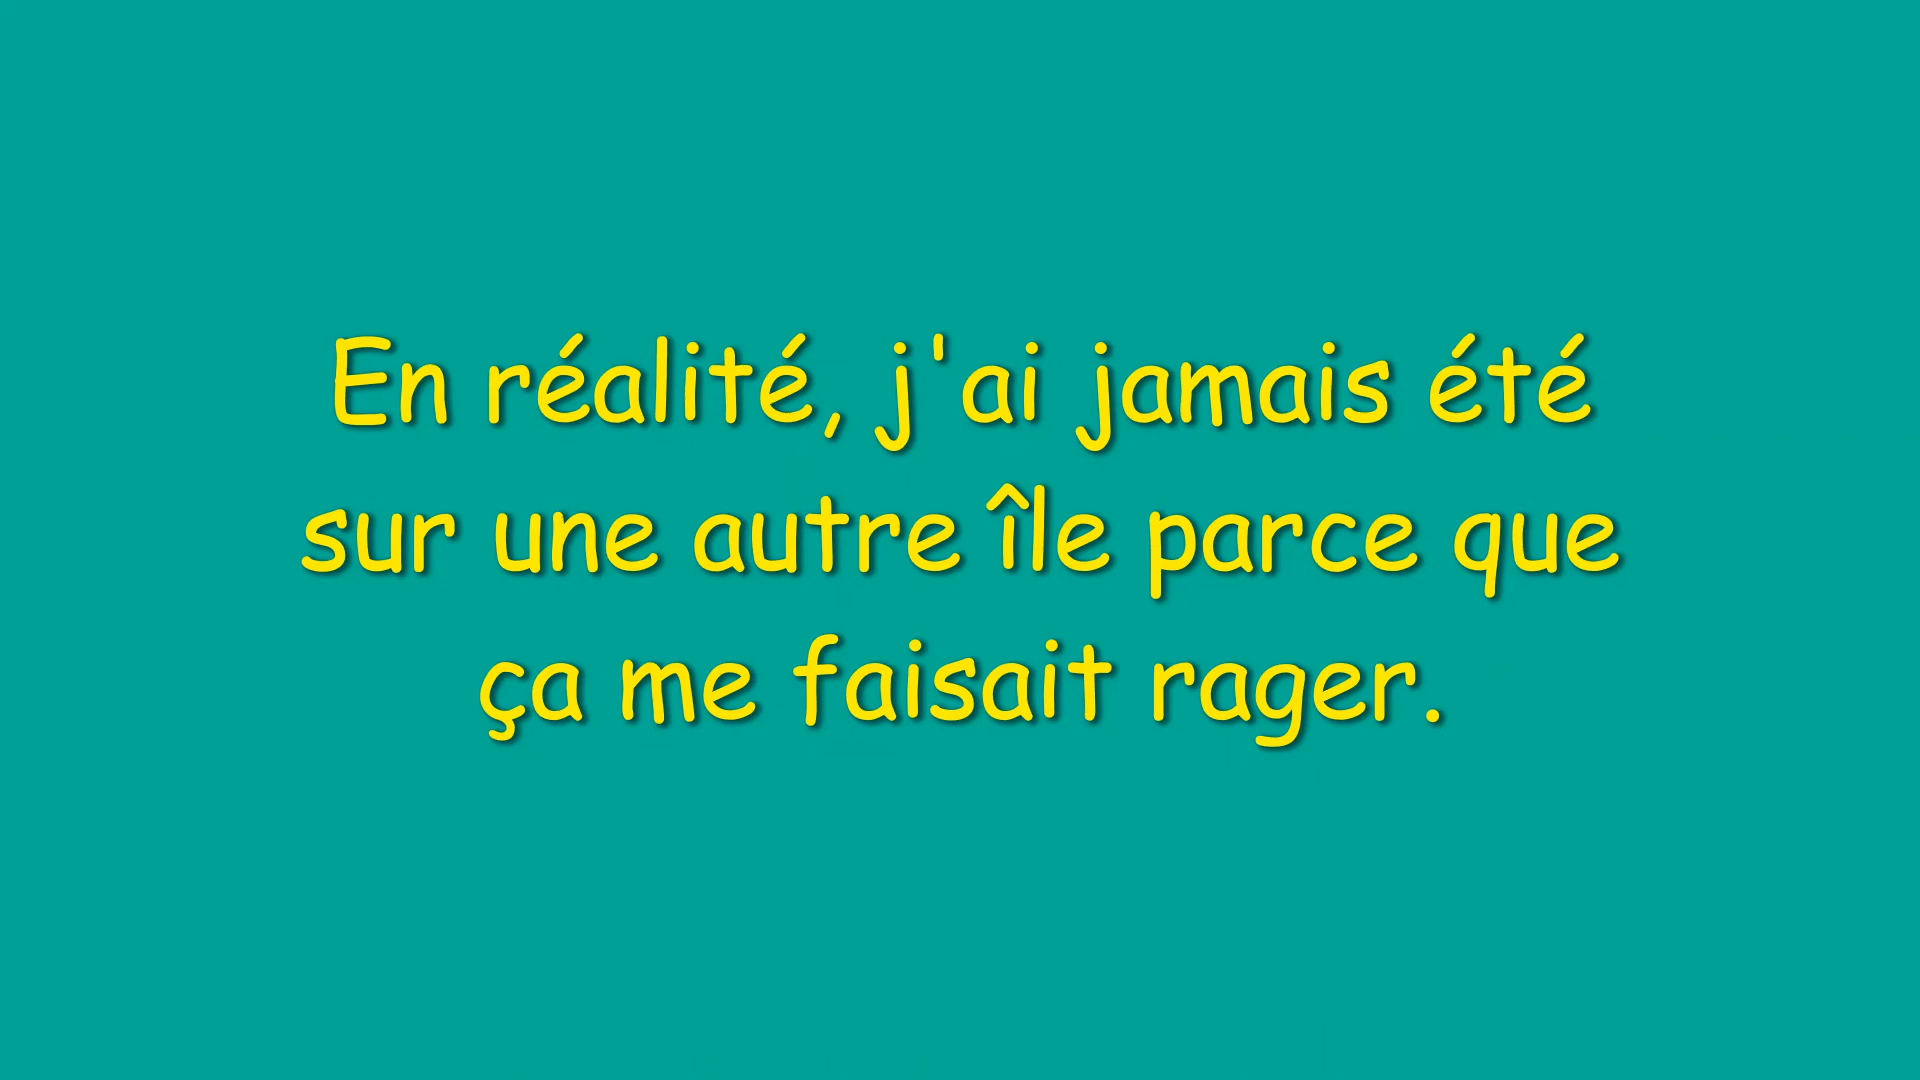 En réalité, j'ai jamais été
sur une autre île parce que
ça me faisait rager.